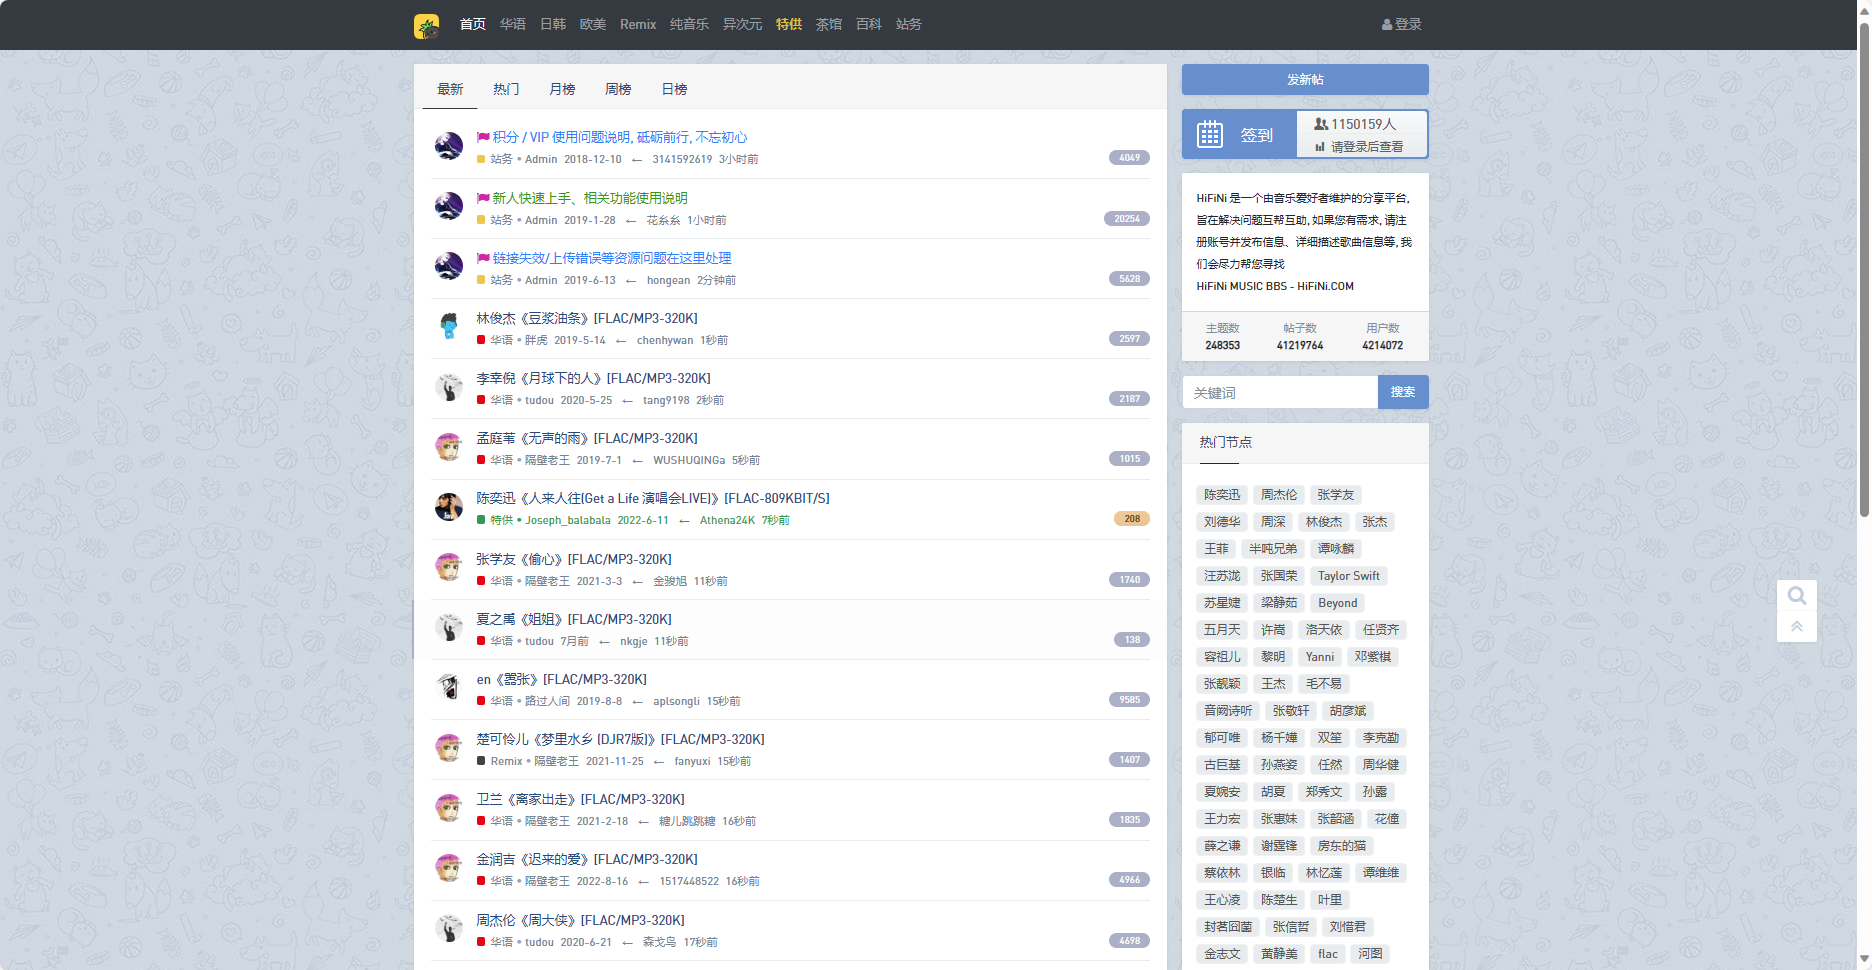 首页 华语 日韩 欧美 Remix 纯音乐 异次元 特供 茶馆 百科 站务 登录
最新 热门 月榜 周榜 日榜
积分 / VIP 使用问题说明, 砥砺前行, 不忘初心
站务 • Admin 2018-12-10 ← 3141592619 3小时前 4049
新人快速上手、相关功能使用说明
站务 • Admin 2019-1-28 ← 花糸糸 1小时前 20254
链接失效/上传错误等资源问题在这里处理
站务 • Admin 2019-6-13 ← hongean 2分钟前 5628
林俊杰《豆浆油条》[FLAC/MP3-320K]
华语 • 胖虎 2019-5-14 ← chenhywan 1秒前 2597
李幸倪《月球下的人》[FLAC/MP3-320K]
华语 • tudou 2020-5-25 ← tang9198 2秒前 2187
孟庭苇《无声的雨》[FLAC/MP3-320K]
华语 • 隔壁老王 2019-7-1 ← WUSHUQINGa 5秒前 1015
陈奕迅《人来人往(Get a Life 演唱会LIVE)》[FLAC-809KBIT/S]
特供 • Joseph_balabala 2022-6-11 ← Athena24K 7秒前 208
张学友《偷心》[FLAC/MP3-320K]
华语 • 隔壁老王 2021-3-3 ← 金骏旭 11秒前 1740
夏之禹《姐姐》[FLAC/MP3-320K]
华语 • tudou 7月前 ← nkgje 11秒前 138
en《嚣张》[FLAC/MP3-320K]
华语 • 路过人间 2019-8-8 ← aplsongli 15秒前 9585
楚可怜儿《梦里水乡 (DJR7版)》[FLAC/MP3-320K]
Remix • 隔壁老王 2021-11-25 ← fanyuxi 15秒前 1407
卫兰《离家出走》[FLAC/MP3-320K]
华语 • 隔壁老王 2021-2-18 ← 糖儿跳跳糖 16秒前 1835
金润吉《迟来的爱》[FLAC/MP3-320K]
华语 • 隔壁老王 2022-8-16 ← 1517448522 16秒前 4966
周杰伦《周大侠》[FLAC/MP3-320K]
华语 • tudou 2020-6-21 ← 森戈鸟 17秒前 4698
发新帖
签到
1150159人
请登录后查看
HiFiNi 是一个由音乐爱好者维护的分享平台,
旨在解决问题互帮互助, 如果您有需求, 请注
册账号并发布信息、详细描述歌曲信息等, 我
们会尽力帮您寻找
HiFiNi MUSIC BBS - HiFiNi.COM
主题数 帖子数 用户数
248353 41219764 4214072
关键词 搜索
热门节点
陈奕迅 周杰伦 张学友
刘德华 周深 林俊杰 张杰
王菲 半吨兄弟 谭咏麟
汪苏泷 张国荣 Taylor Swift
苏星婕 梁静茹 Beyond
五月天 许嵩 洛天依 任贤齐
容祖儿 黎明 Yanni 邓紫棋
张靓颖 王杰 毛不易
音阙诗听 张敬轩 胡彦斌
郁可唯 杨千嬅 双笙 李克勤
古巨基 孙燕姿 任然 周华健
夏婉安 胡夏 郑秀文 孙露
王力宏 张惠妹 张韶涵 花僮
薛之谦 谢霆锋 房东的猫
蔡依林 银临 林忆莲 谭维维
王心凌 陈楚生 叶里
封茗囧菌 张信哲 刘惜君
金志文 黄静美 flac 河图